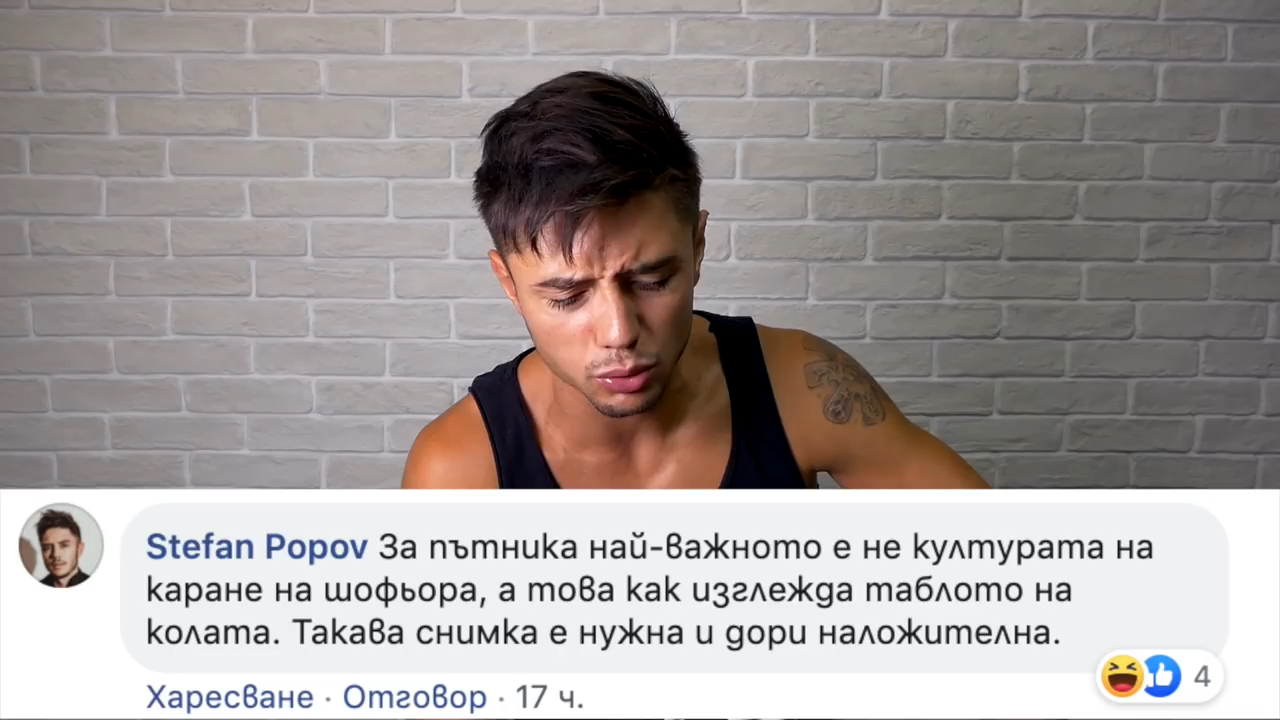 Stefan Popov За пътника най-важното е не културата на
каране на шофьора, а това как изглежда таблото на
колата. Такава снимка е нужна и дори наложителна.
4
Харесване · Отговор · 17 ч.